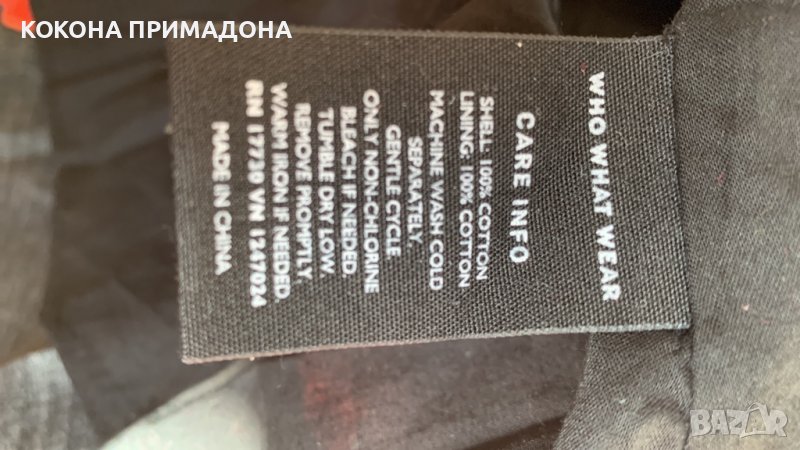 КОКОНА ПРИМАДОНА
WHO WHAT WEAR
CARE INFO
SHELL: 100% COTTON
LINING: 100% COTTON
MACHINE WASH COLD
SEPARATELY.
GENTLE CYCLE.
ONLY NON-CHLORINE
BLEACH IF NEEDED.
TUMBLE DRY LOW.
REMOVE PROMPTLY.
WARM IRON IF NEEDED.
RN 17730 VN 1247024
MADE IN CHINA
BAZAR